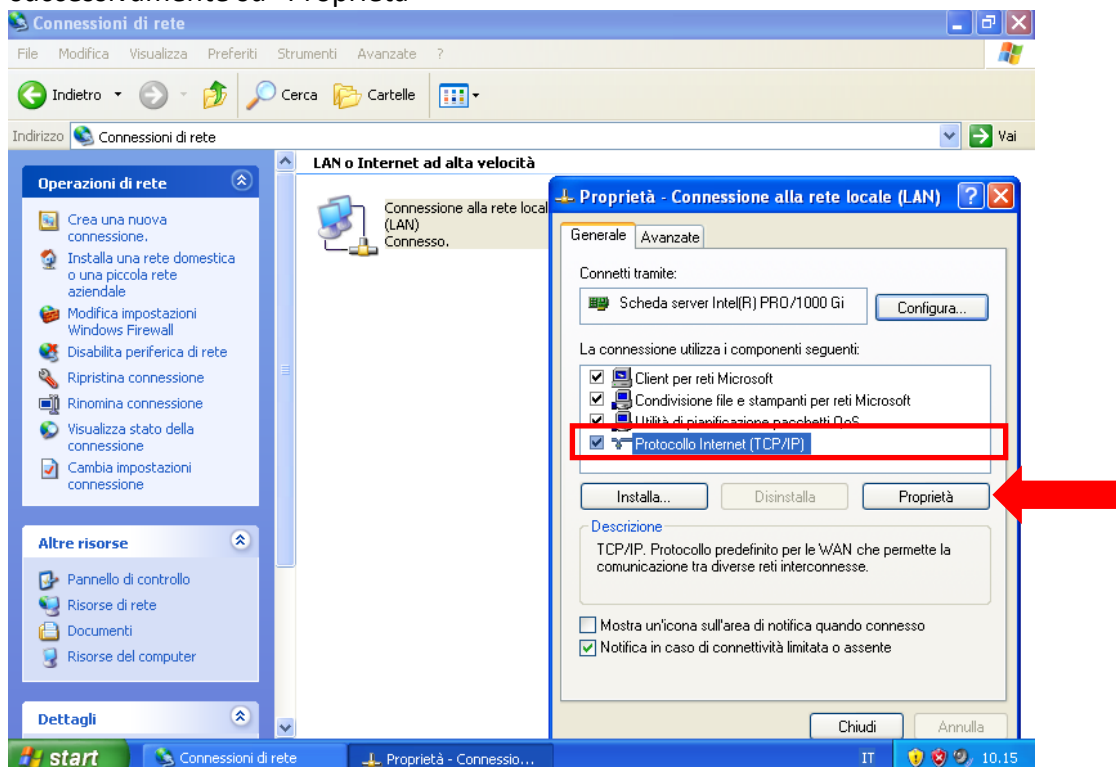 successivamente su "Proprietà"
Connessioni di rete
File Modifica Visualizza Preferiti Strumenti Avanzate ?
Indietro Cerca Cartelle
Indirizzo Connessioni di rete Vai
Operazioni di rete
Crea una nuova
connessione.
Installa una rete domestica
o una piccola rete
aziendale
Modifica impostazioni
Windows Firewall
Disabilita periferica di rete
Ripristina connessione
Rinomina connessione
Visualizza stato della
connessione
Cambia impostazioni
connessione
Altre risorse
Pannello di controllo
Risorse di rete
Documenti
Risorse del computer
Dettagli
LAN o Internet ad alta velocità
Connessione alla rete local
(LAN)
Connesso.
Proprietà - Connessione alla rete locale (LAN)
Generale Avanzate
Connetti tramite:
Scheda server Intel(R) PRO/1000 Gi Configura...
La connessione utilizza i componenti seguenti:
Client per reti Microsoft
Condivisione file e stampanti per reti Microsoft
Utilità di pianificazione pacchetti QoS
Protocollo Internet (TCP/IP)
Installa... Disinstalla Proprietà
Descrizione
TCP/IP. Protocollo predefinito per le WAN che permette la
comunicazione tra diverse reti interconnesse.
Mostra un'icona sull'area di notifica quando connesso
Notifica in caso di connettività limitata o assente
Chiudi Annulla
start Connessioni di rete Proprietà - Connessio... IT 10.15